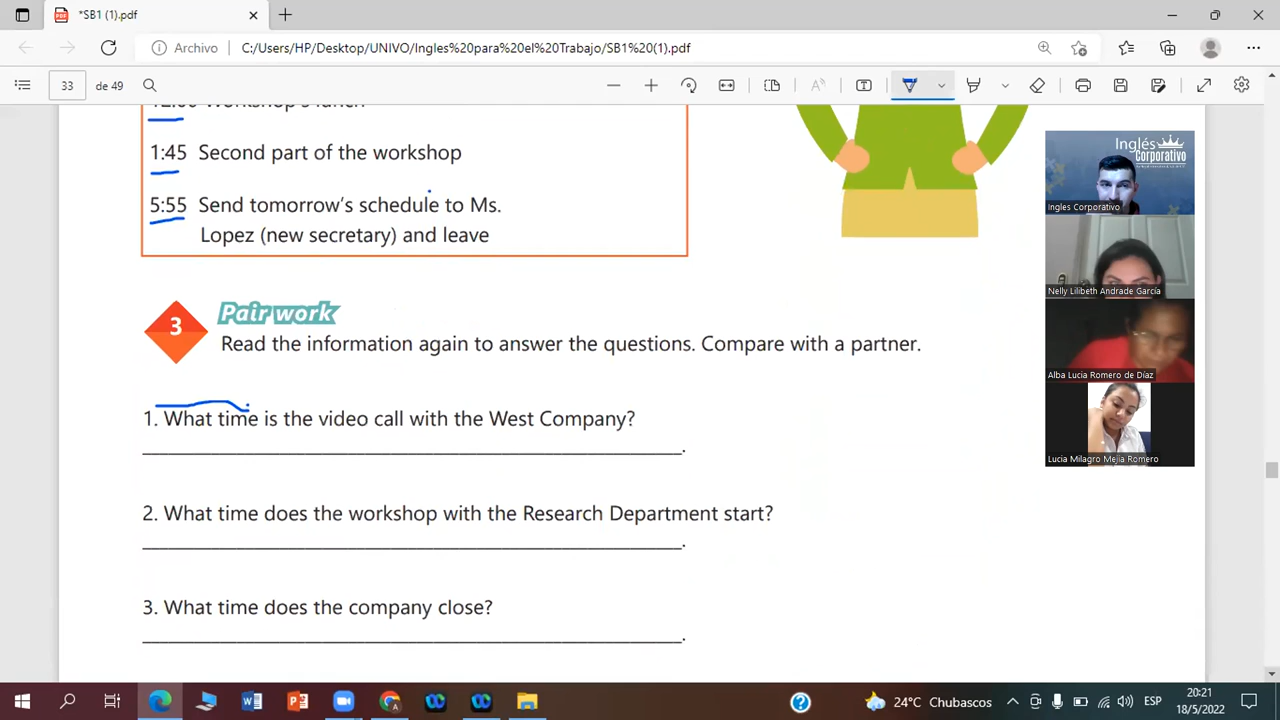 *SB1 (1).pdf
Archivo
C:/Users/HP/Desktop/UNIVO/Ingles%20para%20el%20Trabajo/SB1%20(1).pdf
33 de 49
12:00 Workshop's lunch
1:45 Second part of the workshop
5:55 Send tomorrow's schedule to Ms.
Lopez (new secretary) and leave
Inglés
Corporativo
Ingles Corporativo
Nelly Lilibeth Andrade García
Alba Lucia Romero de Díaz
Lucia Milagro Mejia Romero
3
Pair work
Read the information again to answer the questions. Compare with a partner.
1. What time is the video call with the West Company?
2. What time does the workshop with the Research Department start?
3. What time does the company close?
24°C Chubascos
ESP
20:21
18/5/2022